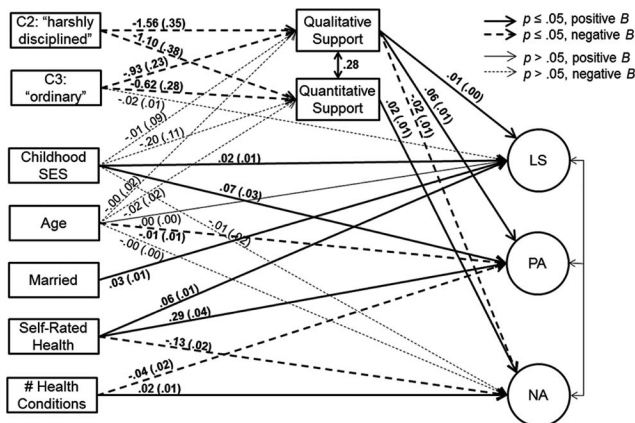 C2: “harshly
disciplined”
C3:
“ordinary”
Childhood
SES
Age
Married
Self-Rated
Health
# Health
Conditions
Qualitative
Support
Quantitative
Support
.28
-1.56 (.35)
-1.10 (.38)
-0.93 (.23)
-0.62 (.28)
-.02 (.01)
-.01 (.09)
-.20 (.11)
.02 (.01)
.07 (.03)
-.00 (.02)
-.02 (.02)
.00 (.00)
-.01 (.01)
-.00 (.00)
-.01 (.02)
.03 (.01)
.06 (.01)
.29 (.04)
-.13 (.02)
-.04 (.02)
.02 (.01)
.01 (.00)
.06 (.01)
-.02 (.01)
.02 (.01)
LS
PA
NA
p ≤ .05, positive B
p ≤ .05, negative B
p > .05, positive B
p > .05, negative B